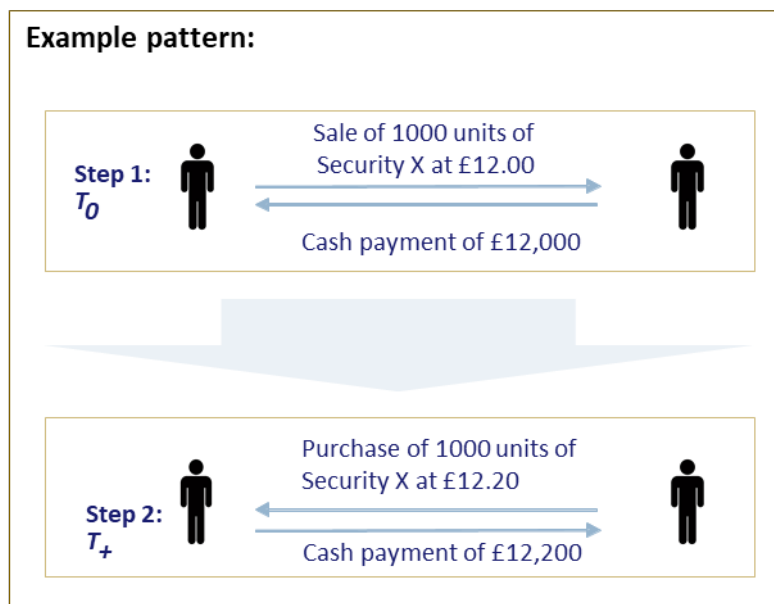 Example pattern:
Sale of 1000 units of
Security X at £12.00
Step 1:
T0
Cash payment of £12,000
Purchase of 1000 units of
Security X at £12.20
Step 2:
T+
Cash payment of £12,200